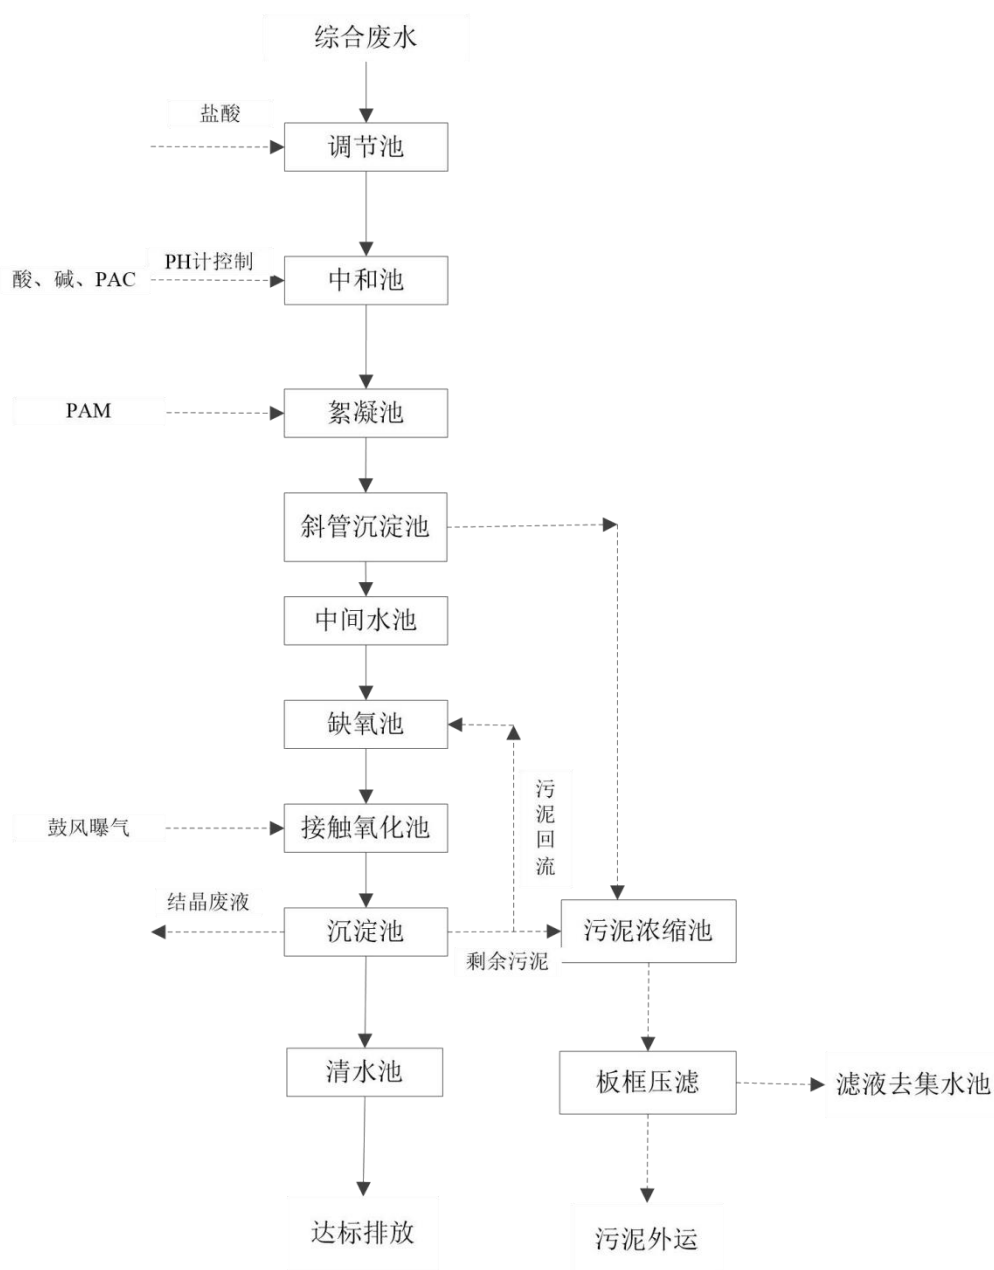 综合废水
盐酸
调节池
酸、碱、PAC
PH计控制
中和池
PAM
絮凝池
斜管沉淀池
中间水池
缺氧池
污
泥
回
流
鼓风曝气
接触氧化池
结晶废液
沉淀池
剩余污泥
污泥浓缩池
清水池
板框压滤
滤液去集水池
达标排放
污泥外运